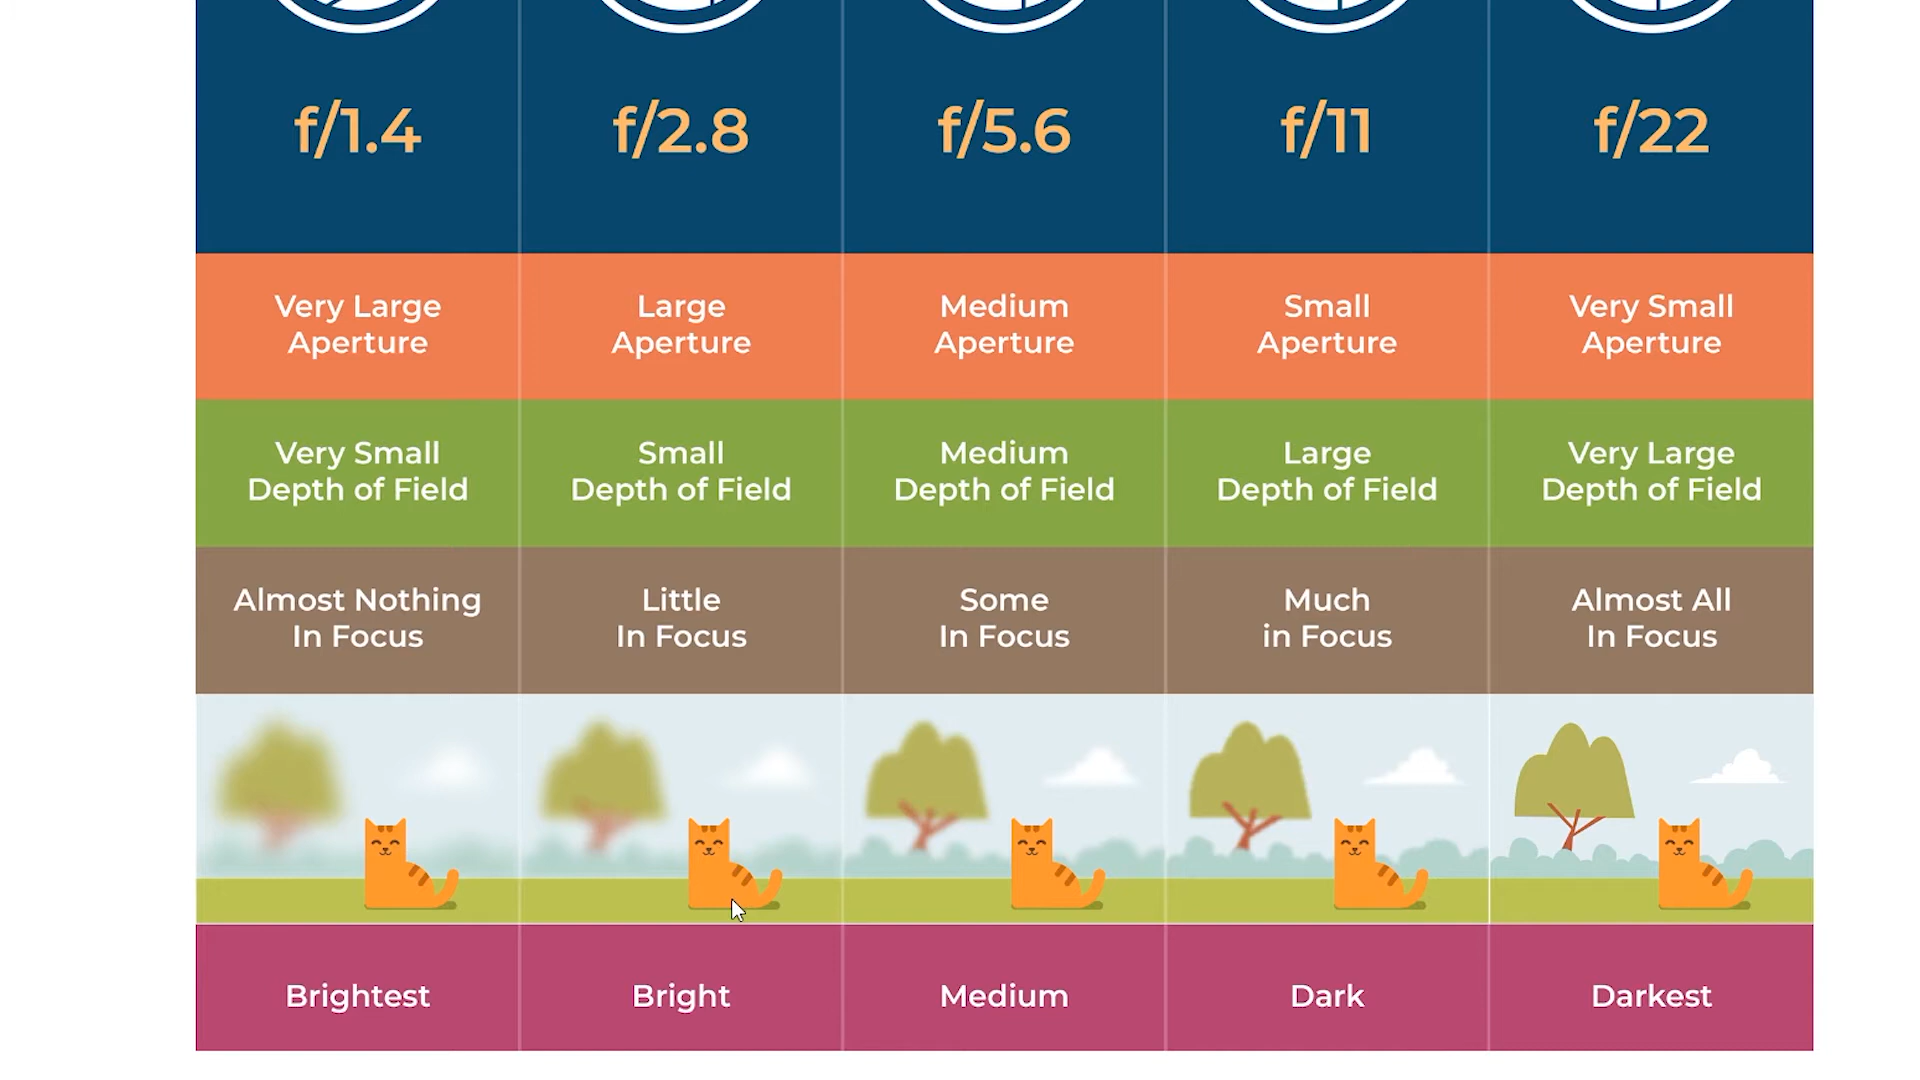 f/1.4 f/2.8 f/5.6 f/11 f/22
Very Large Large Medium Small Very Small
Aperture Aperture Aperture Aperture Aperture
Very Small Small Medium Large Very Large
Depth of Field Depth of Field Depth of Field Depth of Field Depth of Field
Almost Nothing Little Some Much Almost All
In Focus In Focus In Focus in Focus In Focus
Brightest Bright Medium Dark Darkest